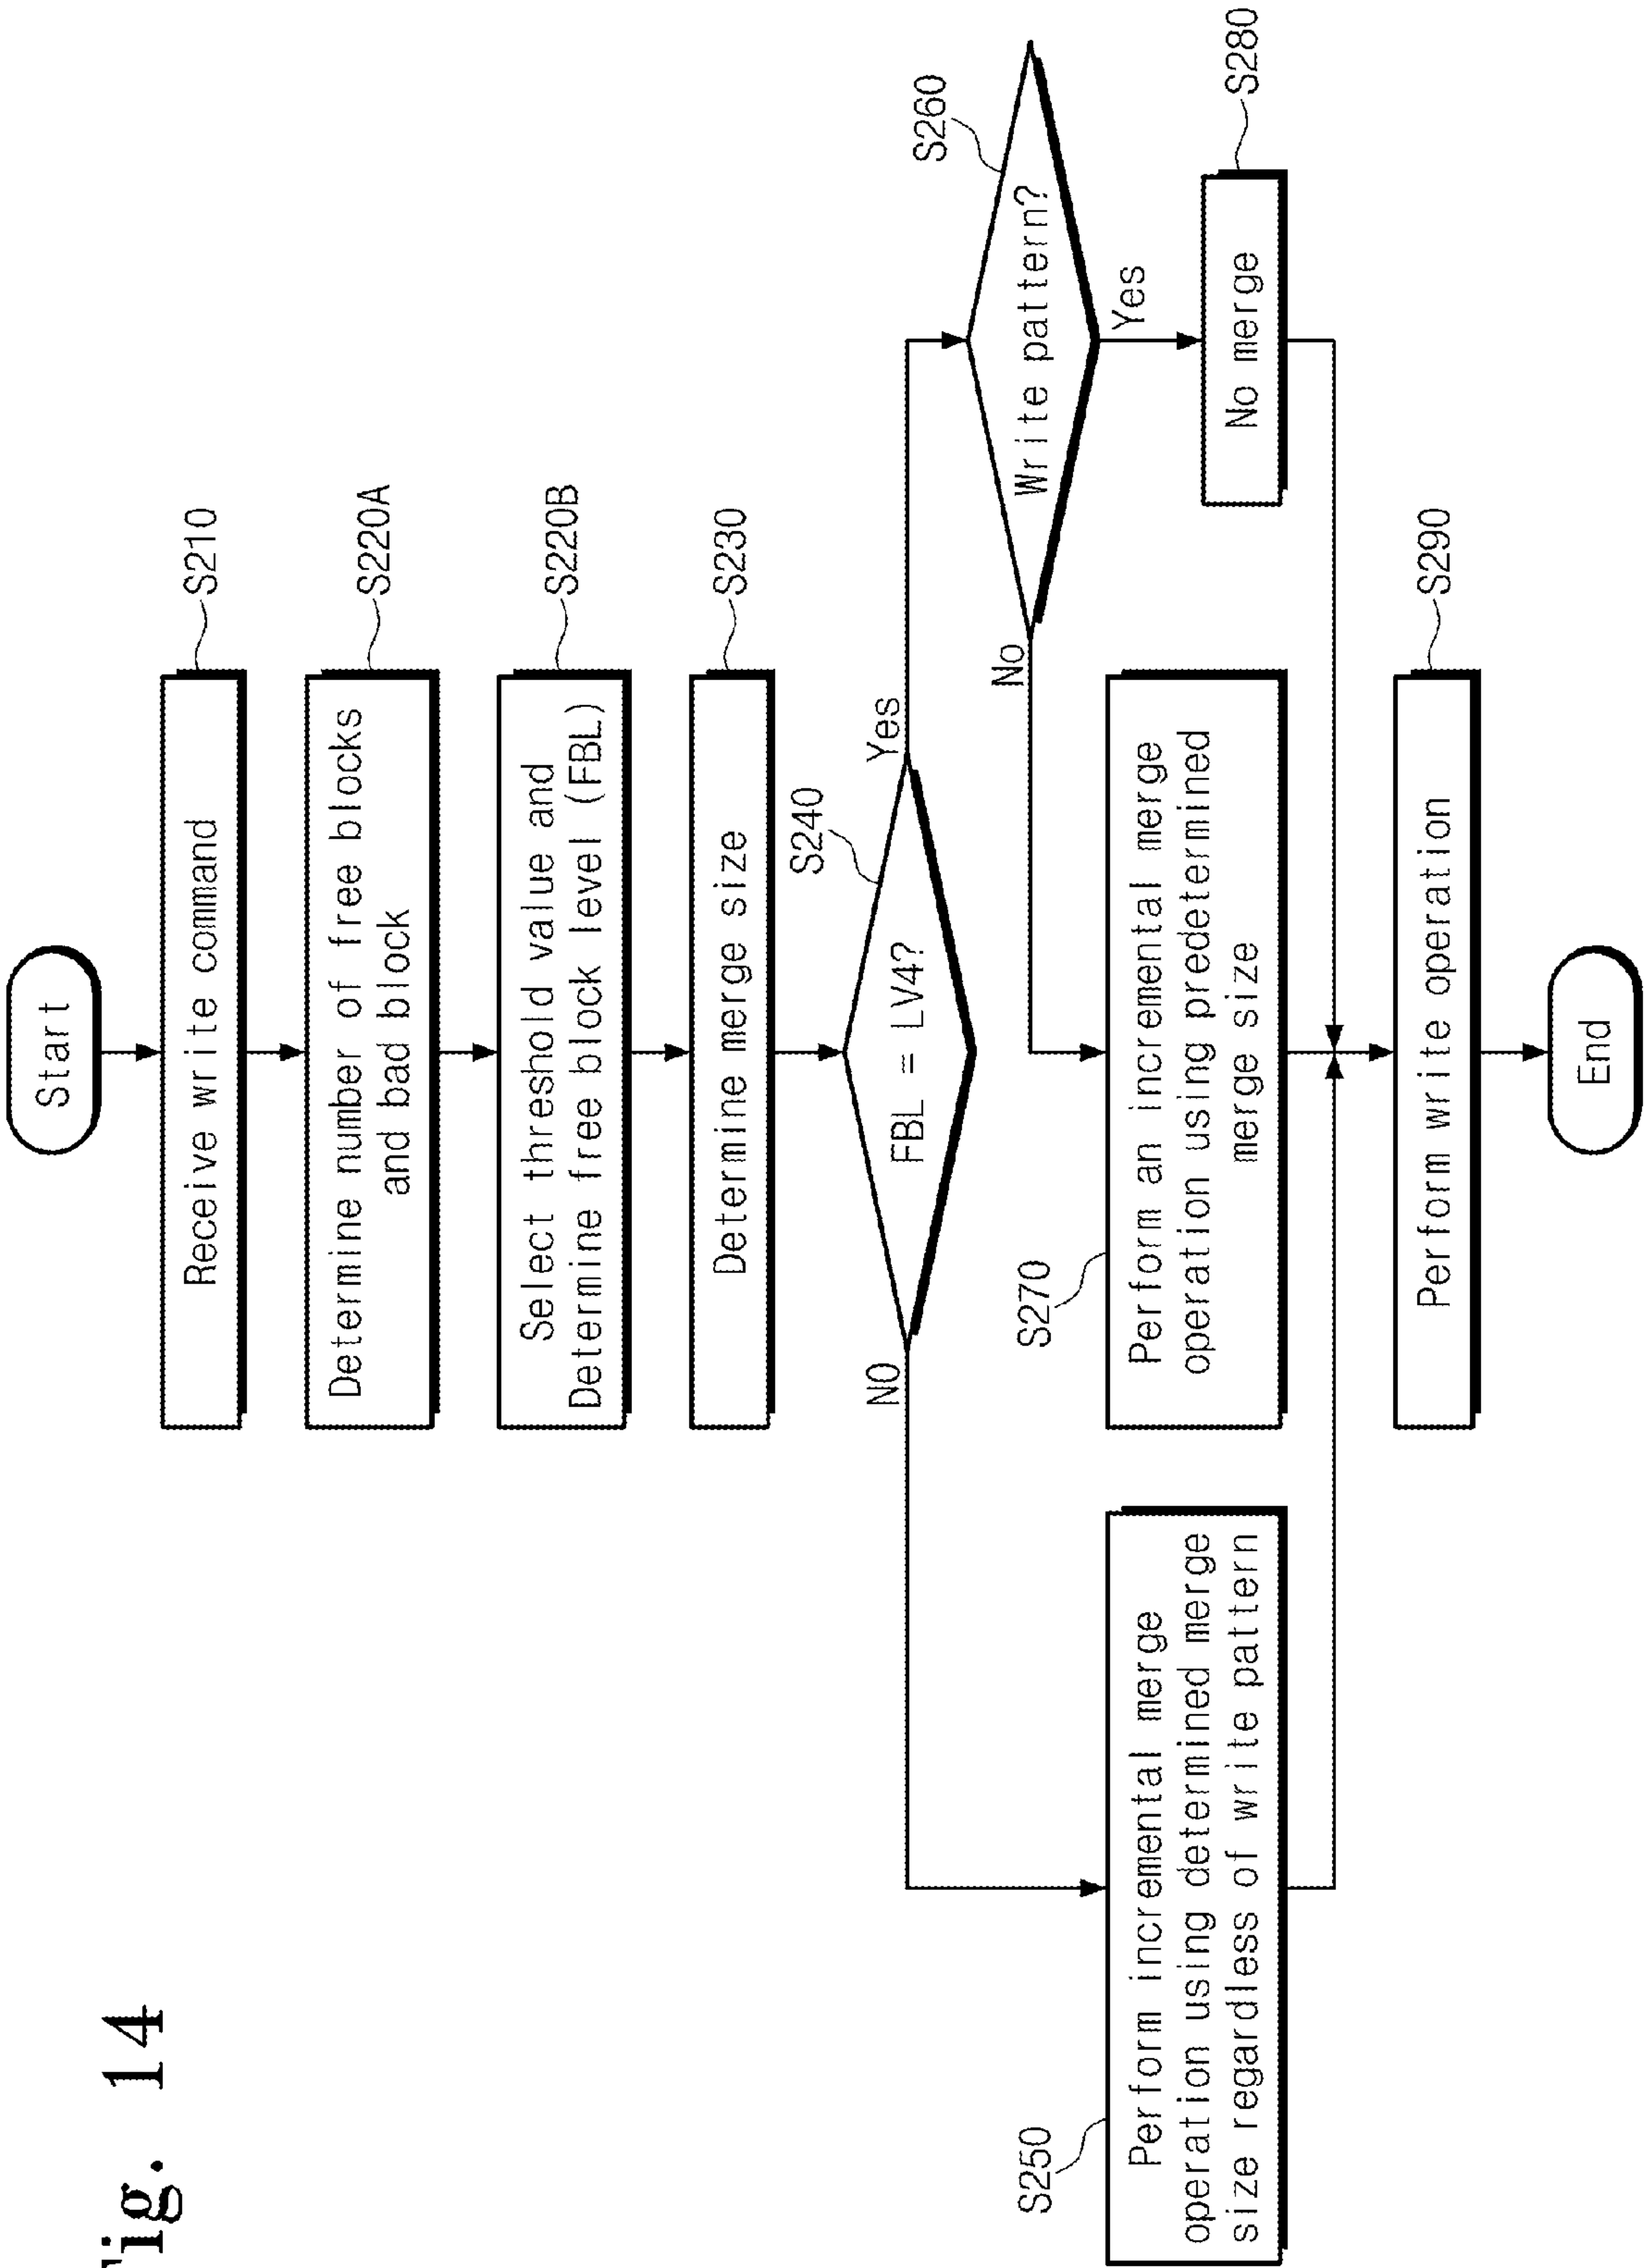 Fig. 14
Start
Receive write command
S210
Determine number of free blocks
and bad block
S220A
Select threshold value and
Determine free block level (FBL)
S220B
Determine merge size
S230
FBL = LV4?
S240
NO
Yes
Write pattern?
S260
No
Yes
S250
Perform incremental merge
operation using determined merge
size regardless of write pattern
S270
Perform an incremental merge
operation using predetermined
merge size
No merge
S280
Perform write operation
S290
End